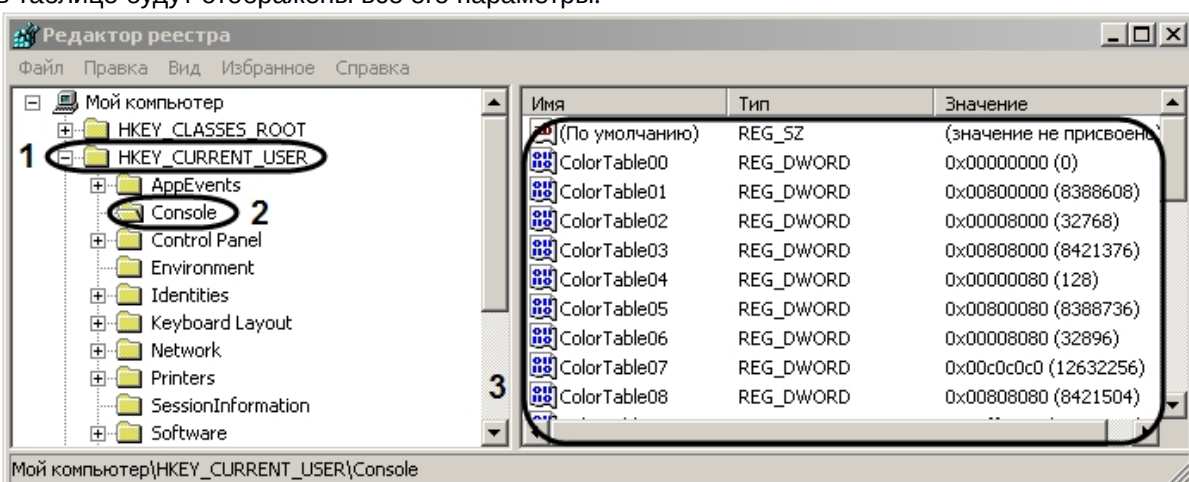 в таблице будут отображены все его параметры.
Редактор реестра
Файл Правка Вид Избранное Справка
Мой компьютер
HKEY_CLASSES_ROOT
1 HKEY_CURRENT_USER
AppEvents
Console 2
Control Panel
Environment
Identities
Keyboard Layout
Network
Printers
SessionInformation
Software
3
Имя Тип Значение
(По умолчанию) REG_SZ (значение не присвоено)
ColorTable00 REG_DWORD 0x00000000 (0)
ColorTable01 REG_DWORD 0x00800000 (8388608)
ColorTable02 REG_DWORD 0x00008000 (32768)
ColorTable03 REG_DWORD 0x00808000 (8421376)
ColorTable04 REG_DWORD 0x00000080 (128)
ColorTable05 REG_DWORD 0x00800080 (8388736)
ColorTable06 REG_DWORD 0x00008080 (32896)
ColorTable07 REG_DWORD 0x00c0c0c0 (12632256)
ColorTable08 REG_DWORD 0x00808080 (8421504)
Мой компьютер\HKEY_CURRENT_USER\Console